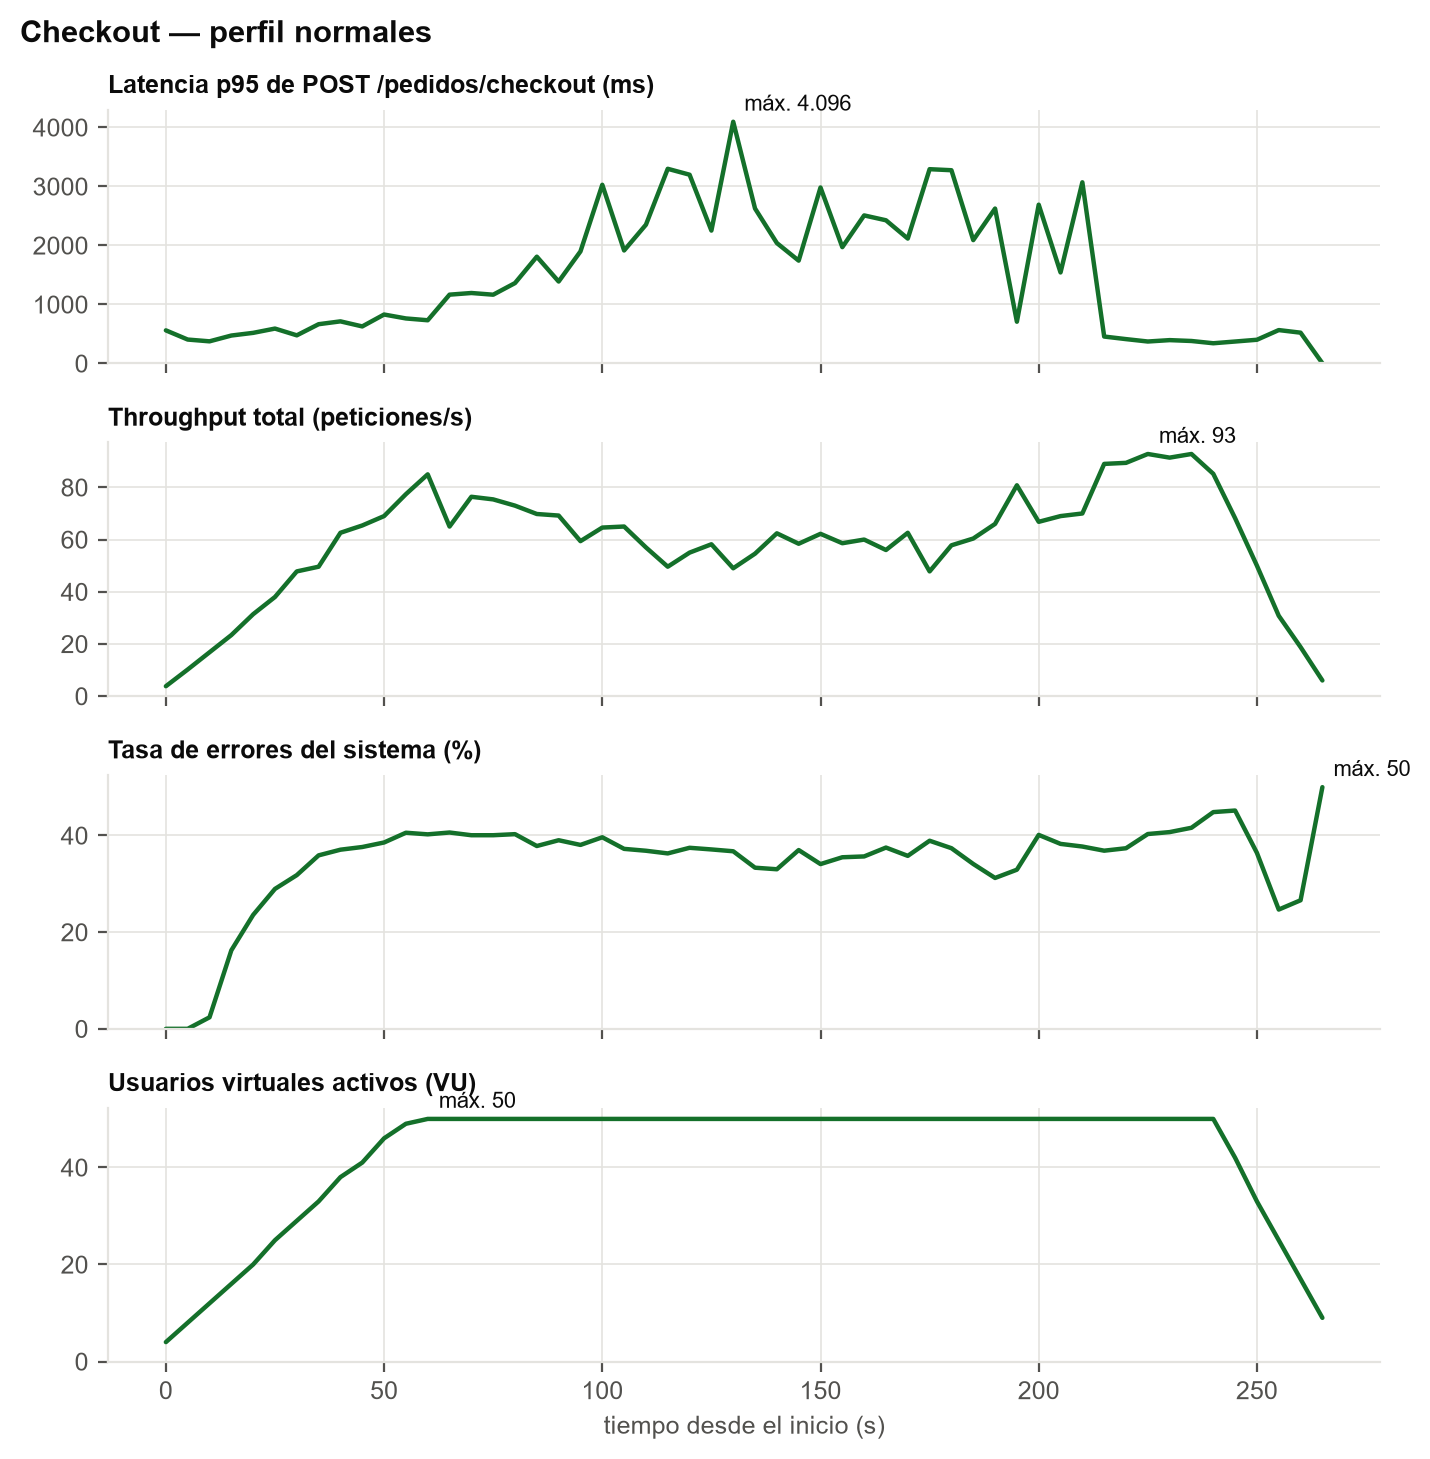 Checkout — perfil normales
Latencia p95 de POST /pedidos/checkout (ms)
máx. 4.096
4000
3000
2000
1000
0
Throughput total (peticiones/s)
máx. 93
80
60
40
20
0
Tasa de errores del sistema (%)
máx. 50
40
20
0
Usuarios virtuales activos (VU)
máx. 50
40
20
0
0 50 100 150 200 250
tiempo desde el inicio (s)